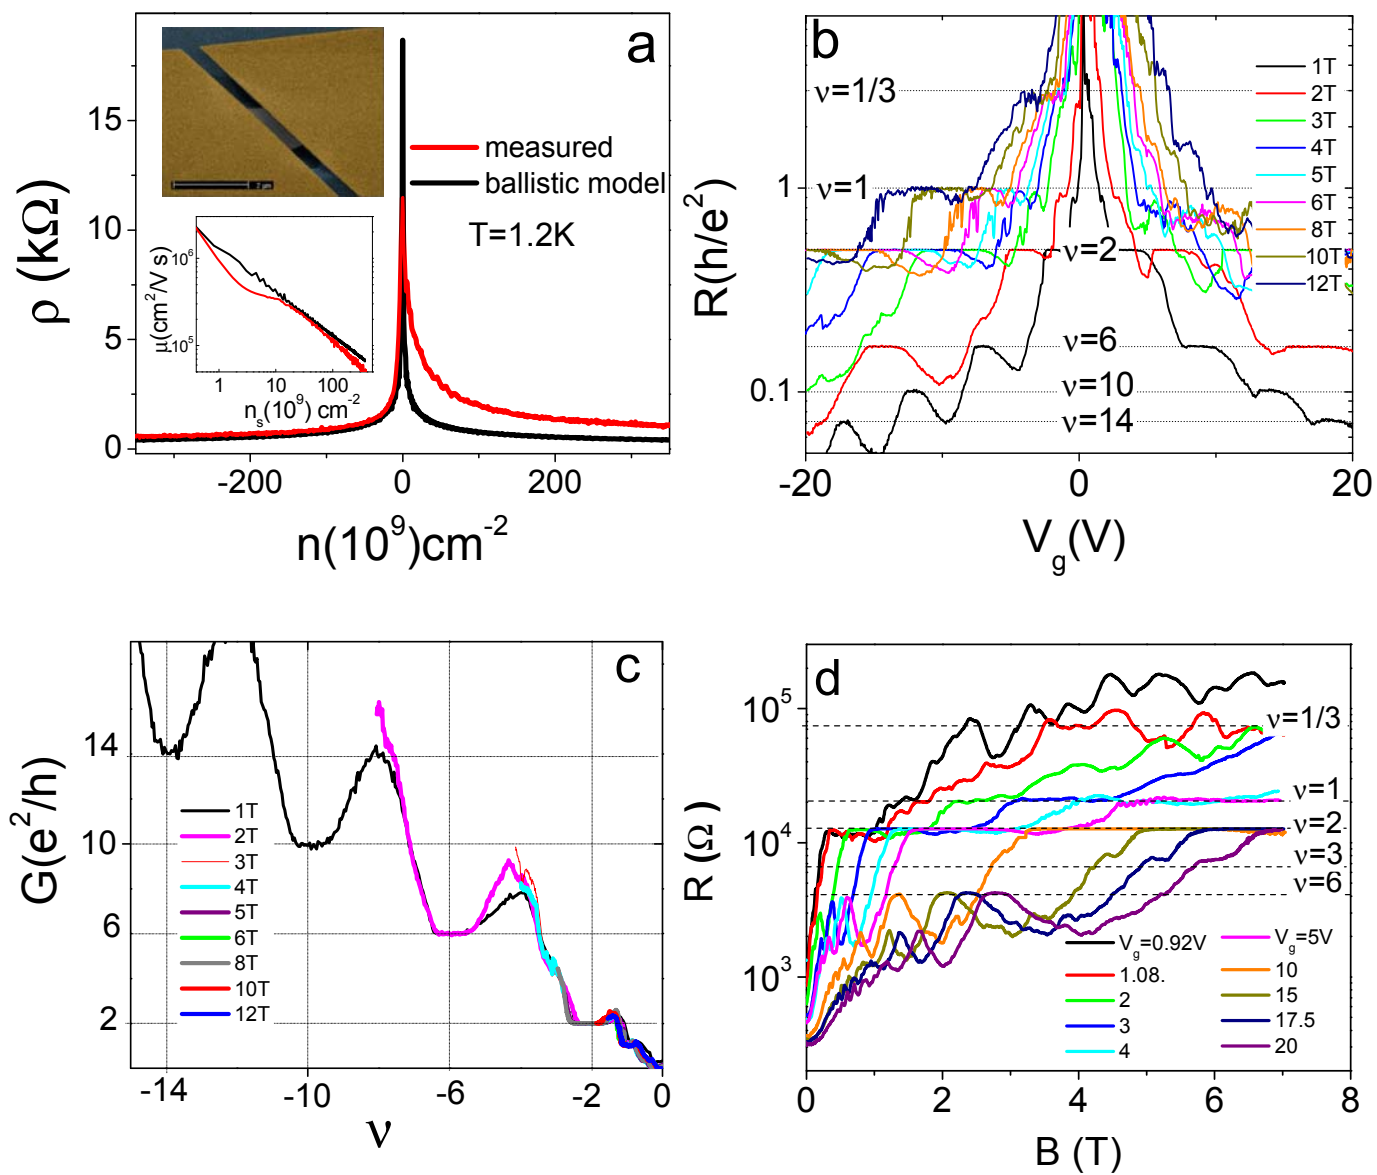 a
15
10
5
0
ρ (kΩ)
measured
ballistic model
T=1.2K
μ(cm²/V s)
10⁶
10⁵
1
10
100
nₛ(10⁹) cm⁻²
-200
0
200
n(10⁹)cm⁻²
b
R(h/e²)
1
0.1
ν=1/3
ν=1
ν=2
ν=6
ν=10
ν=14
1T
2T
3T
4T
5T
6T
8T
10T
12T
-20
0
20
V_g(V)
c
G(e²/h)
14
10
6
2
1T
2T
3T
4T
5T
6T
8T
10T
12T
-14
-10
-6
-2
0
ν
d
R (Ω)
10⁵
10⁴
10³
ν=1/3
ν=1
ν=2
ν=3
ν=6
V_g=0.92V
1.08.
2
3
4
V_g=5V
10
15
17.5
20
0
2
4
6
8
B (T)